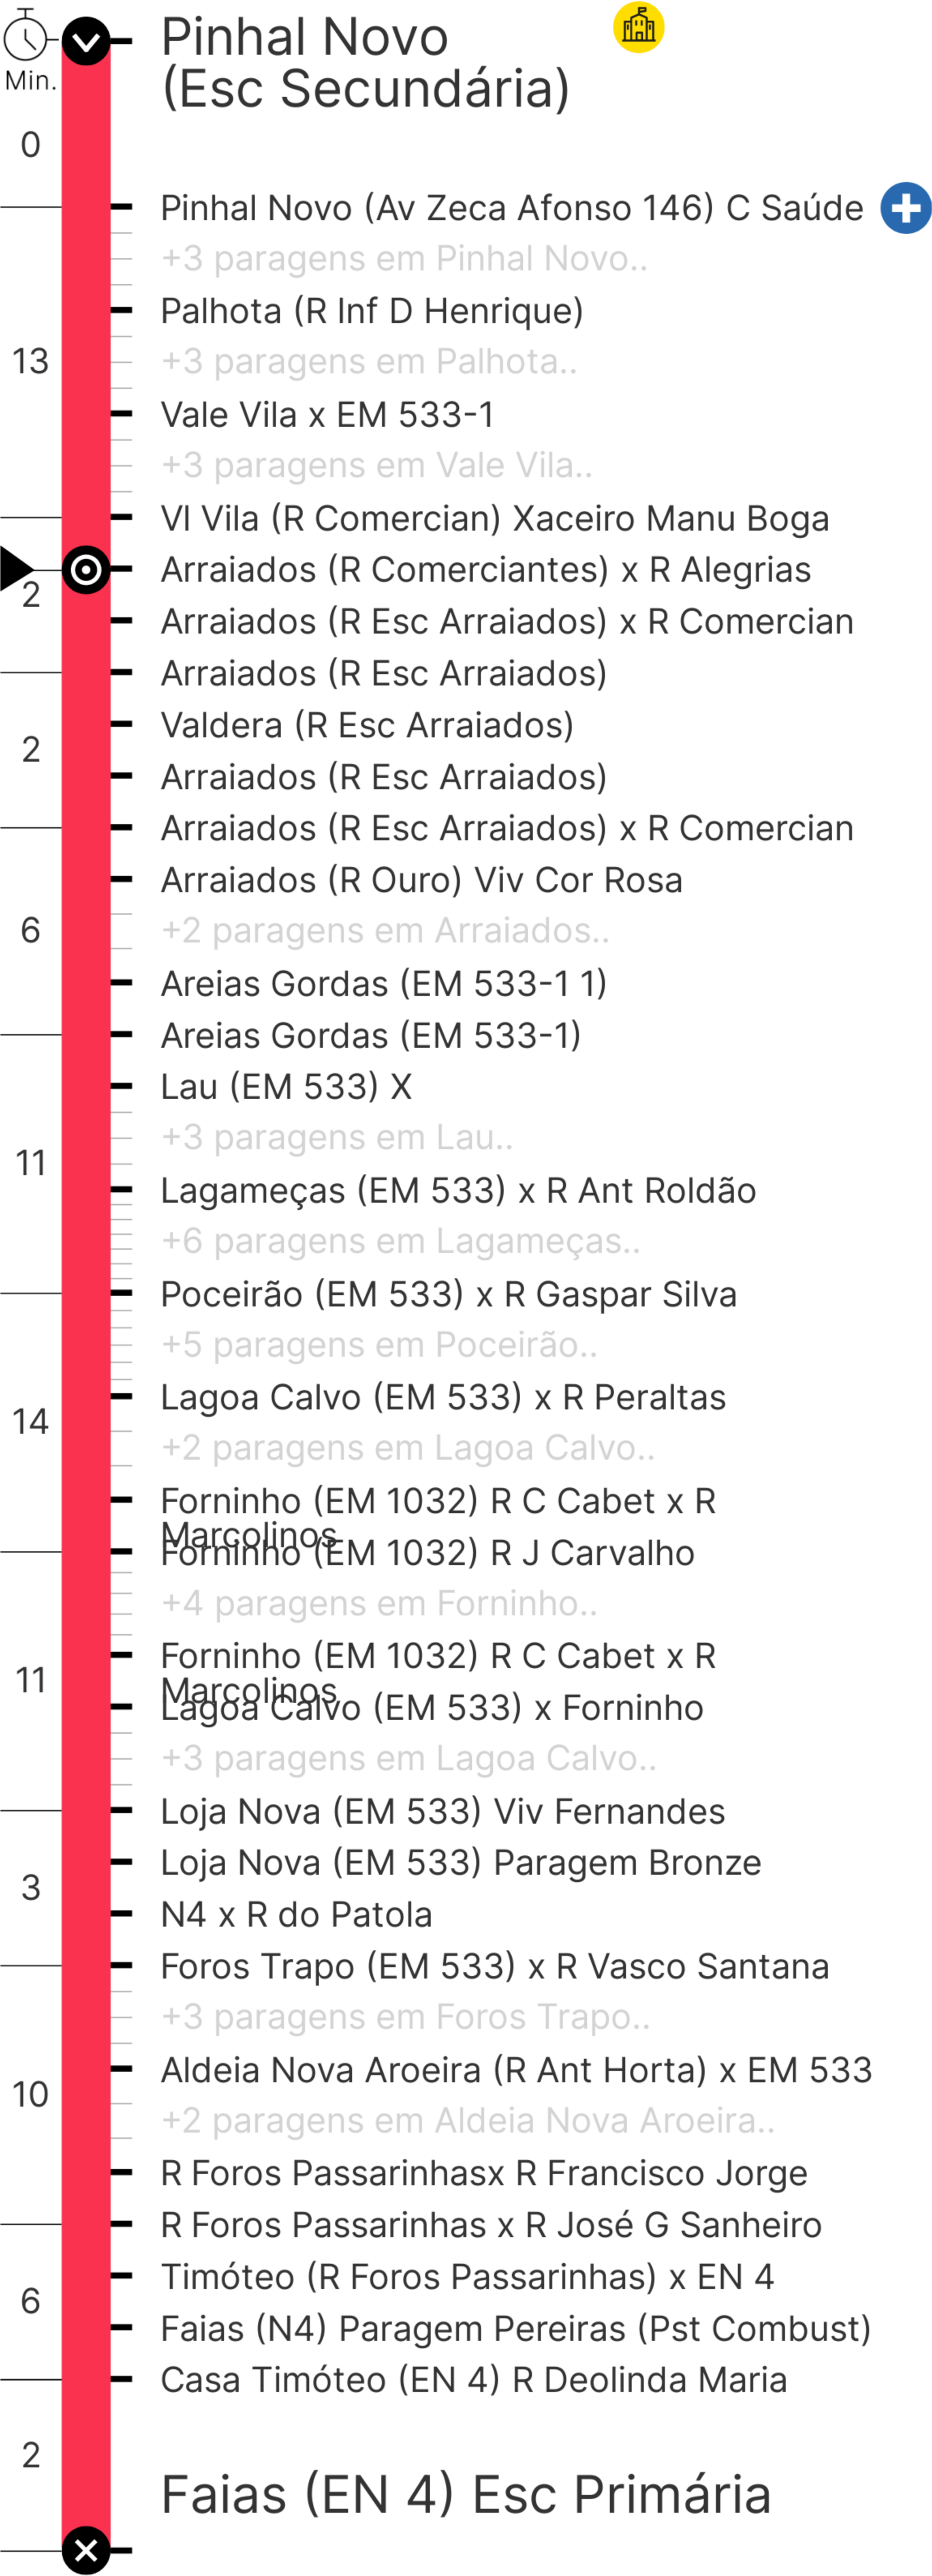 Pinhal Novo
(Esc Secundária)
Min.
0
Pinhal Novo (Av Zeca Afonso 146) C Saúde
+3 paragens em Pinhal Novo..
Palhota (R Inf D Henrique)
13
+3 paragens em Palhota..
Vale Vila x EM 533-1
+3 paragens em Vale Vila..
Vl Vila (R Comercian) Xaceiro Manu Boga
Arraiados (R Comerciantes) x R Alegrias
2
Arraiados (R Esc Arraiados) x R Comercian
Arraiados (R Esc Arraiados)
Valdera (R Esc Arraiados)
2
Arraiados (R Esc Arraiados)
Arraiados (R Esc Arraiados) x R Comercian
Arraiados (R Ouro) Viv Cor Rosa
6
+2 paragens em Arraiados..
Areias Gordas (EM 533-1 1)
Areias Gordas (EM 533-1)
Lau (EM 533) X
+3 paragens em Lau..
11
Lagameças (EM 533) x R Ant Roldão
+6 paragens em Lagameças..
Poceirão (EM 533) x R Gaspar Silva
+5 paragens em Poceirão..
Lagoa Calvo (EM 533) x R Peraltas
14
+2 paragens em Lagoa Calvo..
Forninho (EM 1032) R C Cabet x R
Marcolinos
Forninho (EM 1032) R J Carvalho
+4 paragens em Forninho..
Forninho (EM 1032) R C Cabet x R
11
Marcolinos
Lagoa Calvo (EM 533) x Forninho
+3 paragens em Lagoa Calvo..
Loja Nova (EM 533) Viv Fernandes
Loja Nova (EM 533) Paragem Bronze
3
N4 x R do Patola
Foros Trapo (EM 533) x R Vasco Santana
+3 paragens em Foros Trapo..
Aldeia Nova Aroeira (R Ant Horta) x EM 533
10
+2 paragens em Aldeia Nova Aroeira..
R Foros Passarinhasx R Francisco Jorge
R Foros Passarinhas x R José G Sanheiro
Timóteo (R Foros Passarinhas) x EN 4
6
Faias (N4) Paragem Pereiras (Pst Combust)
Casa Timóteo (EN 4) R Deolinda Maria
2
Faias (EN 4) Esc Primária